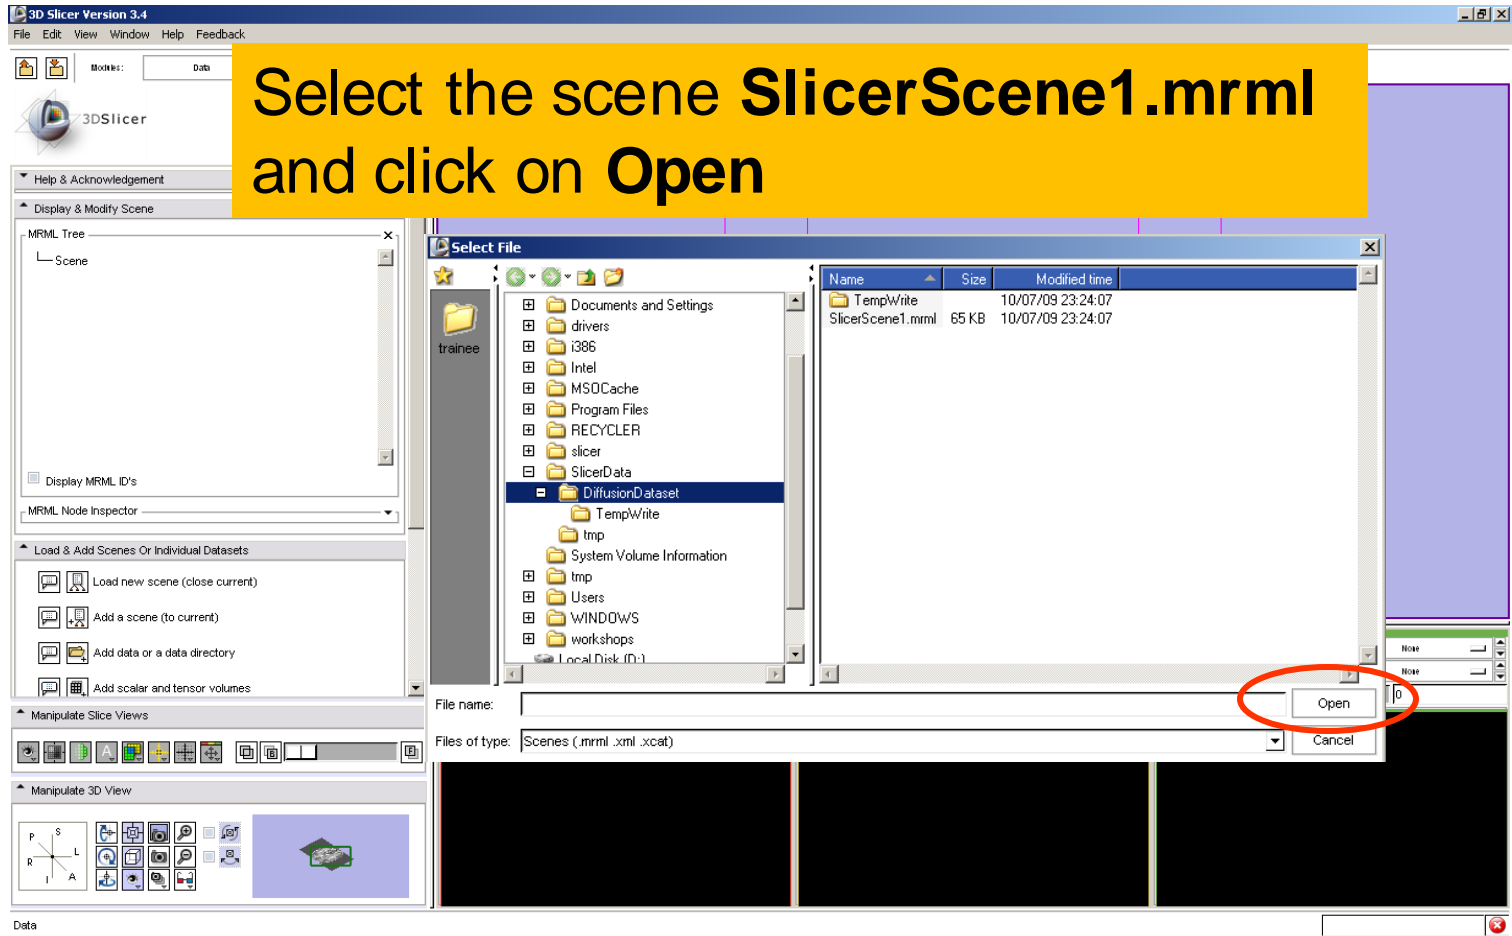 3D Slicer Version 3.4
File Edit View Window Help Feedback
Modules: Data
Select the scene SlicerScene1.mrml
and click on Open
3DSlicer
Help & Acknowledgement
Display & Modify Scene
MRML Tree
Scene
Display MRML ID's
MRML Node Inspector
Load & Add Scenes Or Individual Datasets
Load new scene (close current)
Add a scene (to current)
Add data or a data directory
Add scalar and tensor volumes
Manipulate Slice Views
Manipulate 3D View
P S
R L
I A
Select File
trainee
Documents and Settings
drivers
i386
Intel
MSOCache
Program Files
RECYCLER
slicer
SlicerData
DiffusionDataset
TempWrite
tmp
System Volume Information
tmp
Users
WINDOWS
workshops
Local Disk (D:)
Name Size Modified time
TempWrite 10/07/09 23:24:07
SlicerScene1.mrml 65 KB 10/07/09 23:24:07
File name: Open
Files of type: Scenes (.mrml .xml .xcat) Cancel
None
None
0
Data